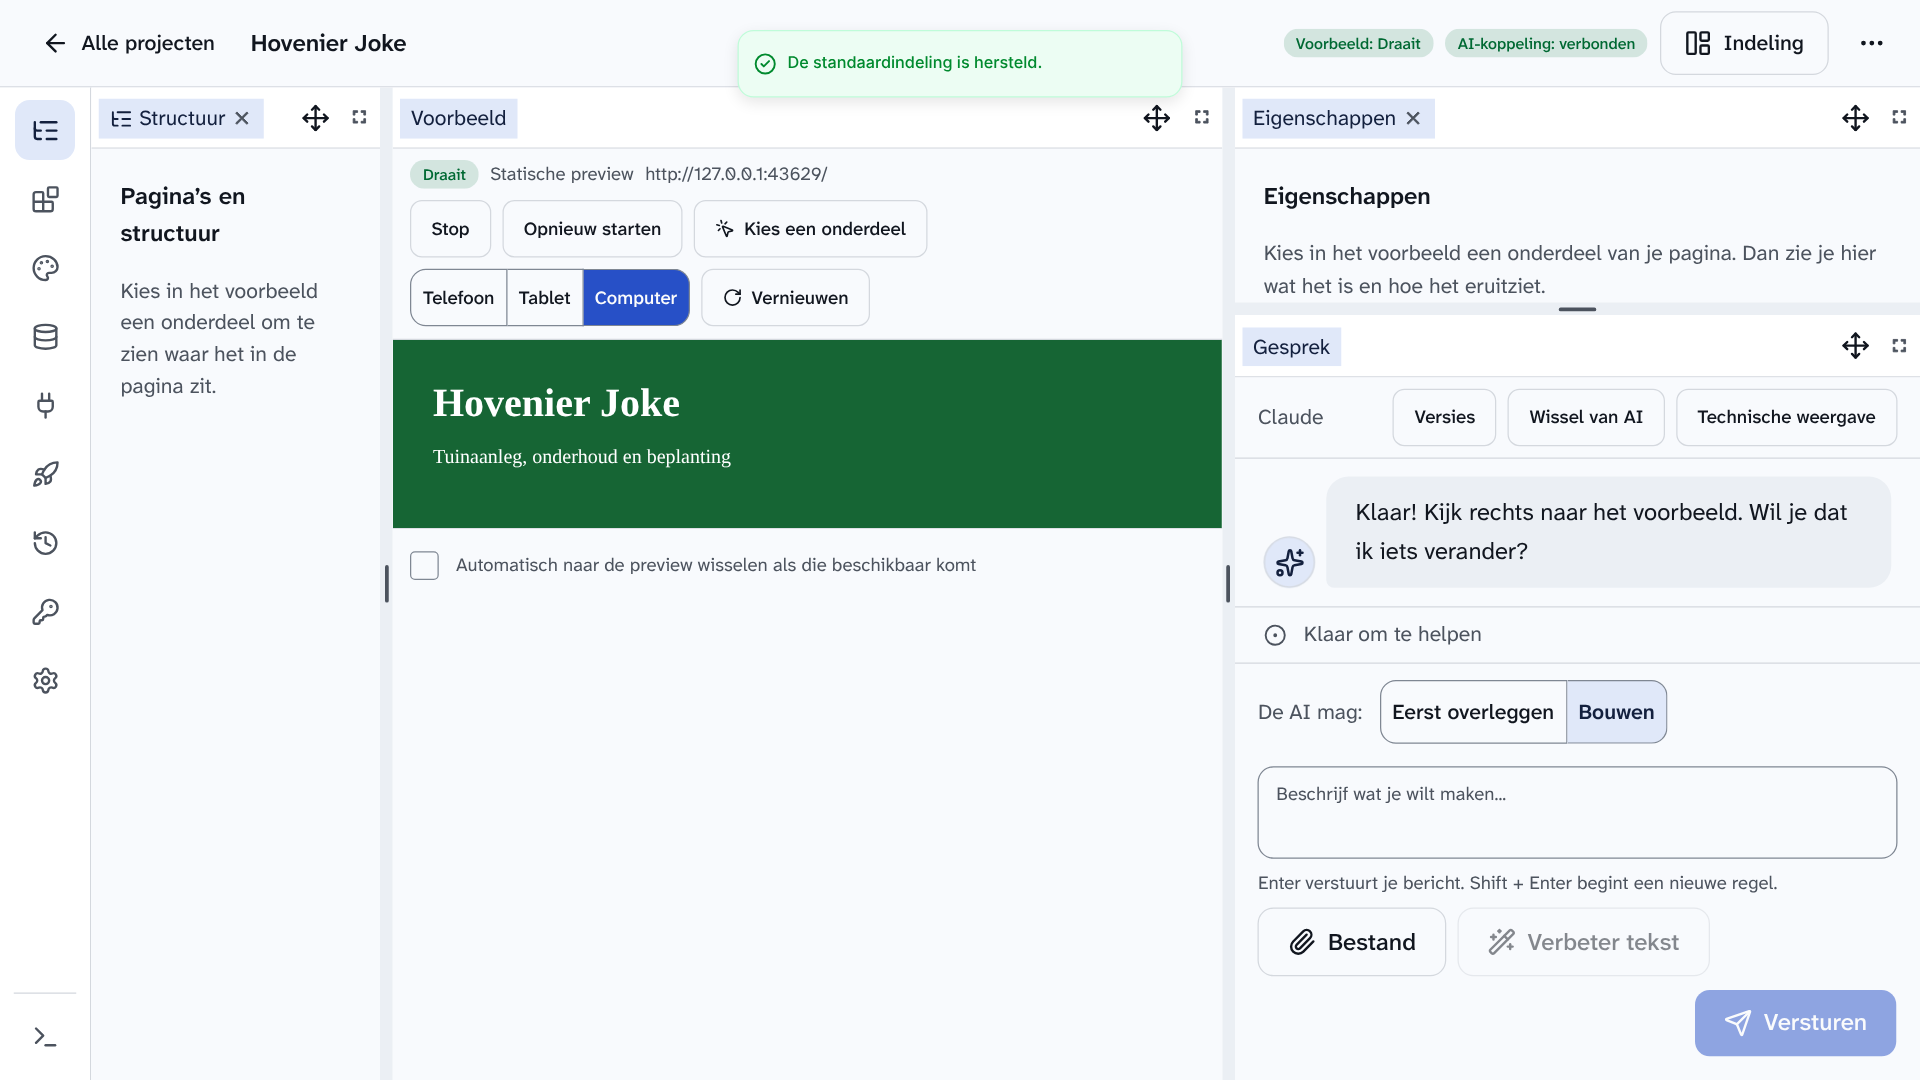 Alle projecten
Hovenier Joke
De standaardindeling is hersteld.
Voorbeeld: Draait
AI-koppeling: verbonden
Indeling
Structuur
Pagina’s en
structuur
Kies in het voorbeeld
een onderdeel om te
zien waar het in de
pagina zit.
Voorbeeld
Draait
Statische preview
http://127.0.0.1:43629/
Stop
Opnieuw starten
Kies een onderdeel
Telefoon
Tablet
Computer
Vernieuwen
Hovenier Joke
Tuinaanleg, onderhoud en beplanting
Automatisch naar de preview wisselen als die beschikbaar komt
Eigenschappen
Eigenschappen
Kies in het voorbeeld een onderdeel van je pagina. Dan zie je hier
wat het is en hoe het eruitziet.
Gesprek
Claude
Versies
Wissel van AI
Technische weergave
Klaar! Kijk rechts naar het voorbeeld. Wil je dat
ik iets verander?
Klaar om te helpen
De AI mag:
Eerst overleggen
Bouwen
Beschrijf wat je wilt maken...
Enter verstuurt je bericht. Shift + Enter begint een nieuwe regel.
Bestand
Verbeter tekst
Versturen